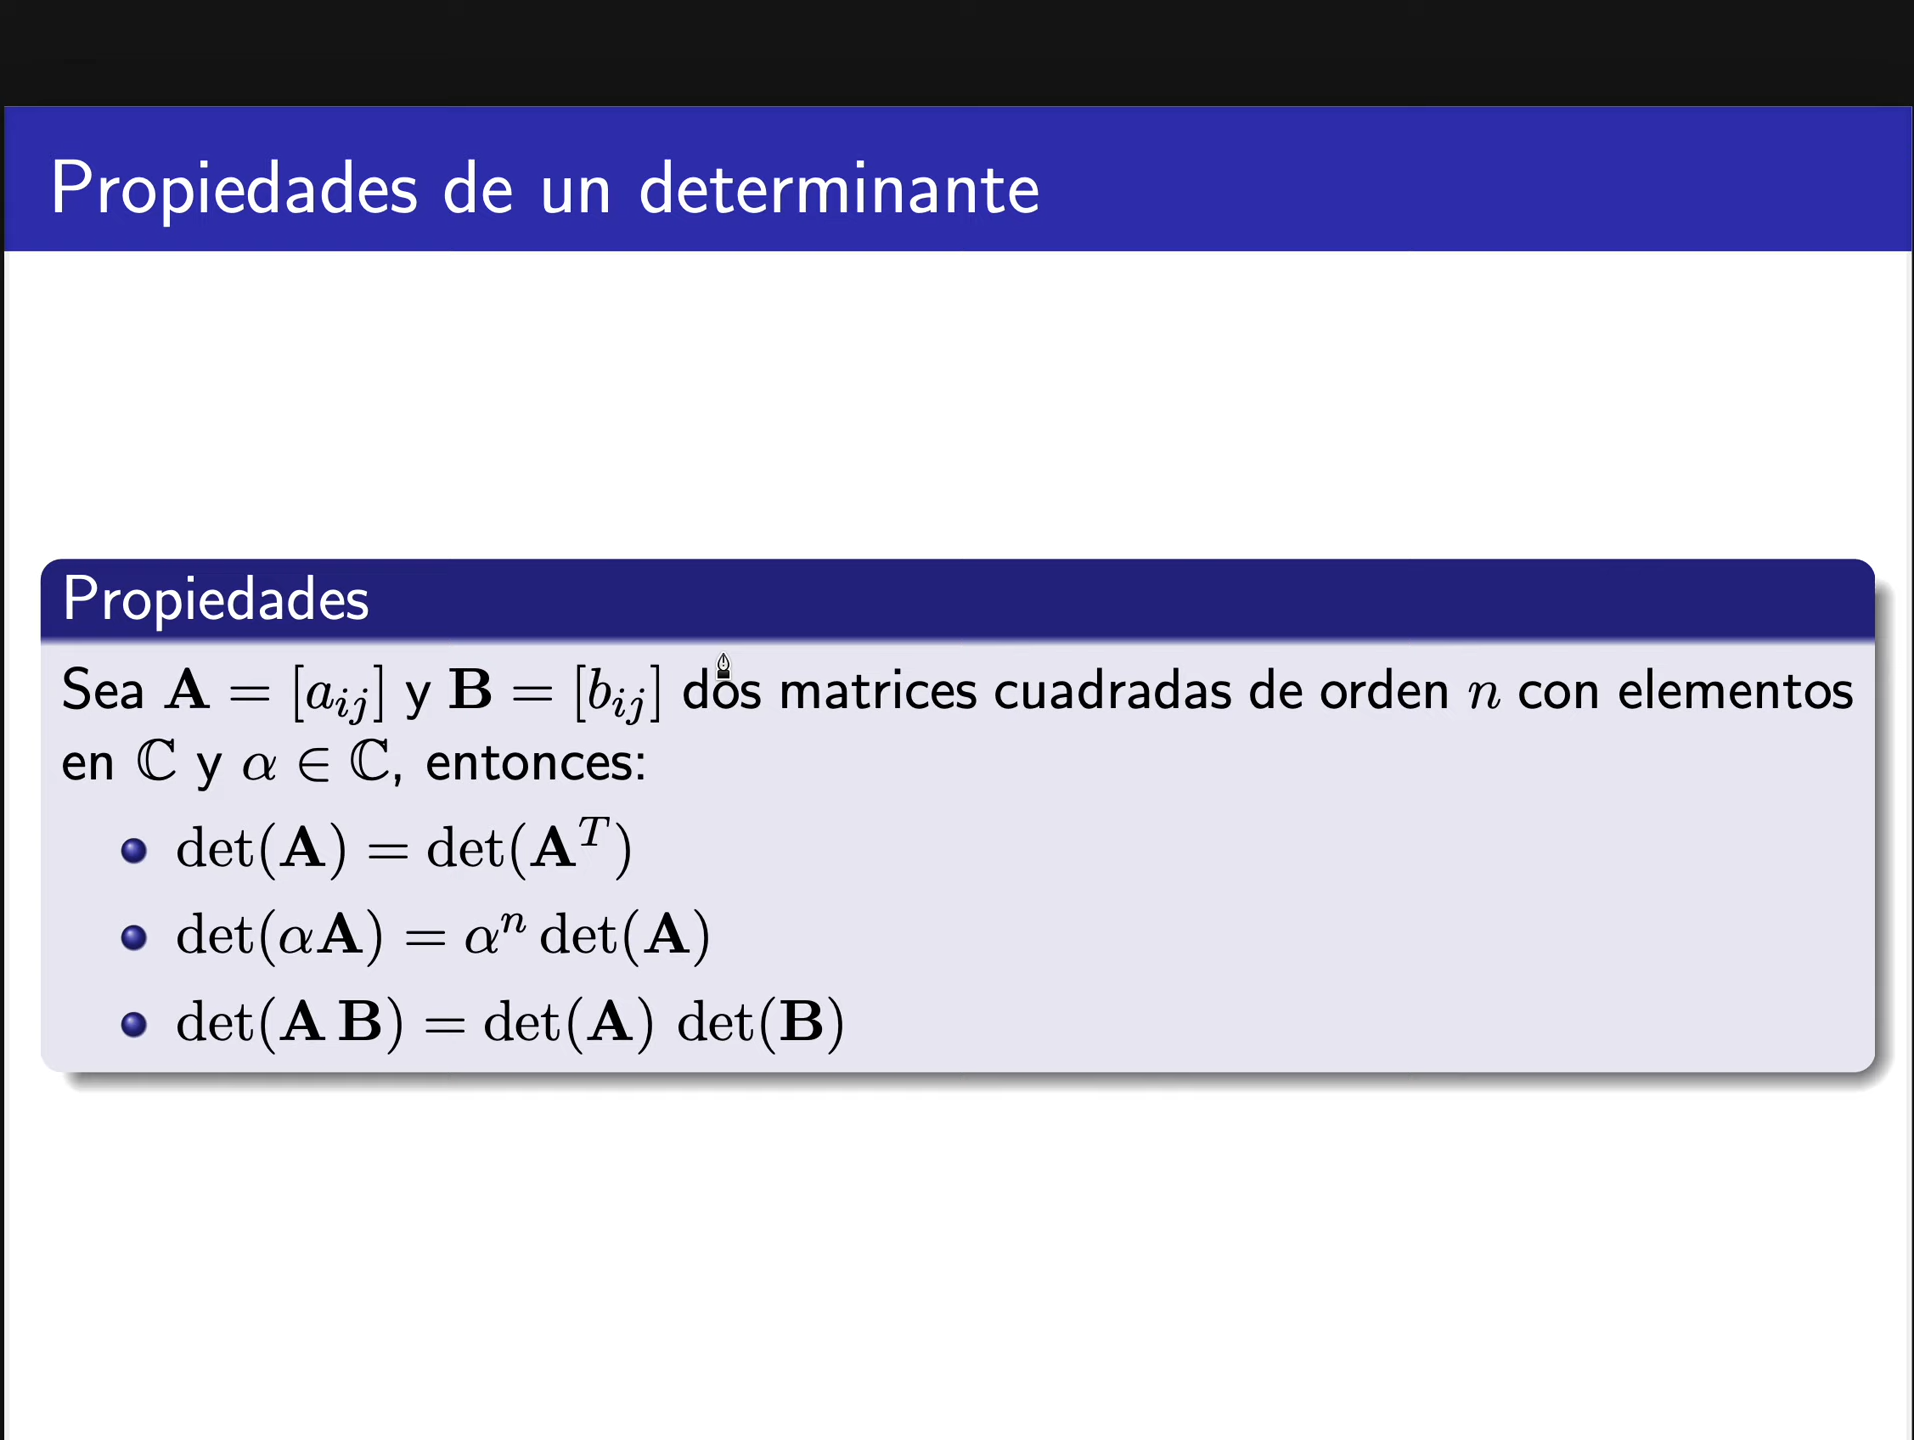 Propiedades de un determinante
Propiedades
Sea A = [a_{ij}] y B = [b_{ij}] dos matrices cuadradas de orden n con elementos
en ℂ y α ∈ ℂ, entonces:
det(A) = det(A^T)
det(αA) = α^n det(A)
det(A B) = det(A) det(B)